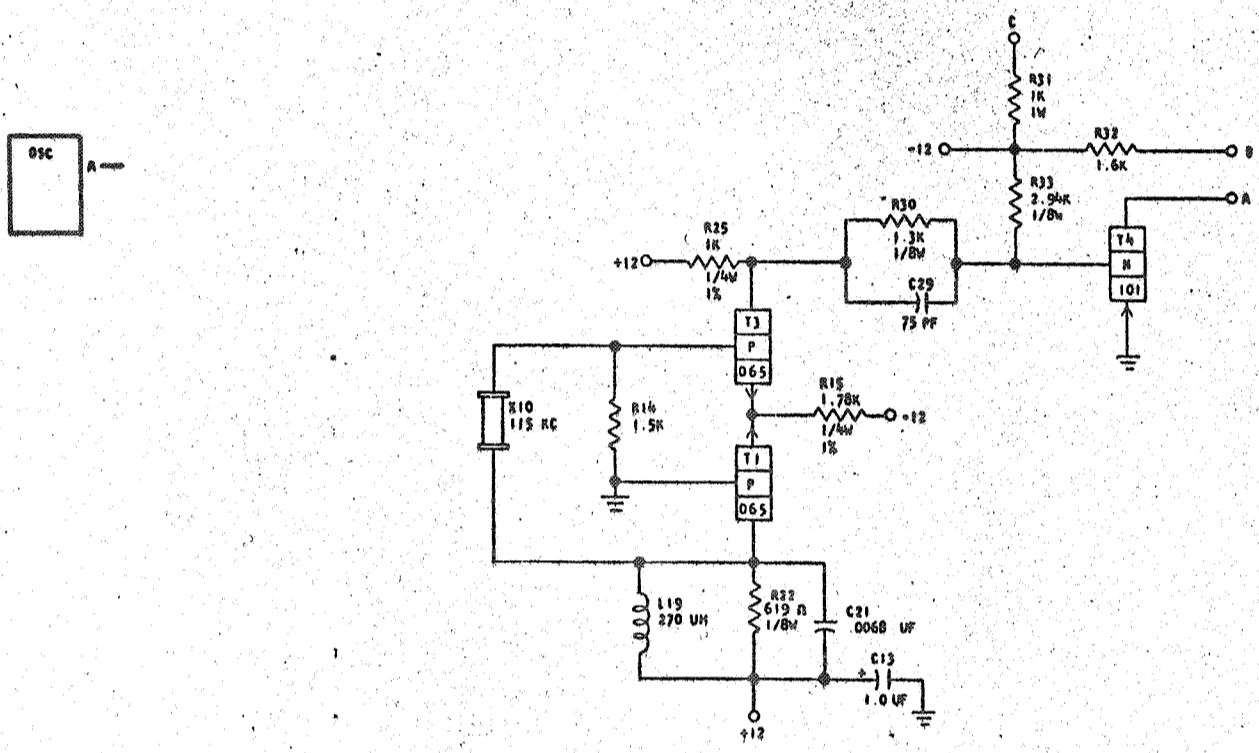 C
R31
1K
1W
OSC
A
-12
R32
1.6K
B
R33
2.94K
1/8W
A
R30
1.3K
1/8W
R25
1K
1/4W
1%
+12
T4
N
101
C29
75 PF
T3
P
065
X10
115 KC
R14
1.5K
R15
1.78K
1/4W
1%
-12
T1
P
065
L19
270 UH
R22
619 Ω
1/8W
C21
.0068 UF
C13
+
1.0 UF
+12